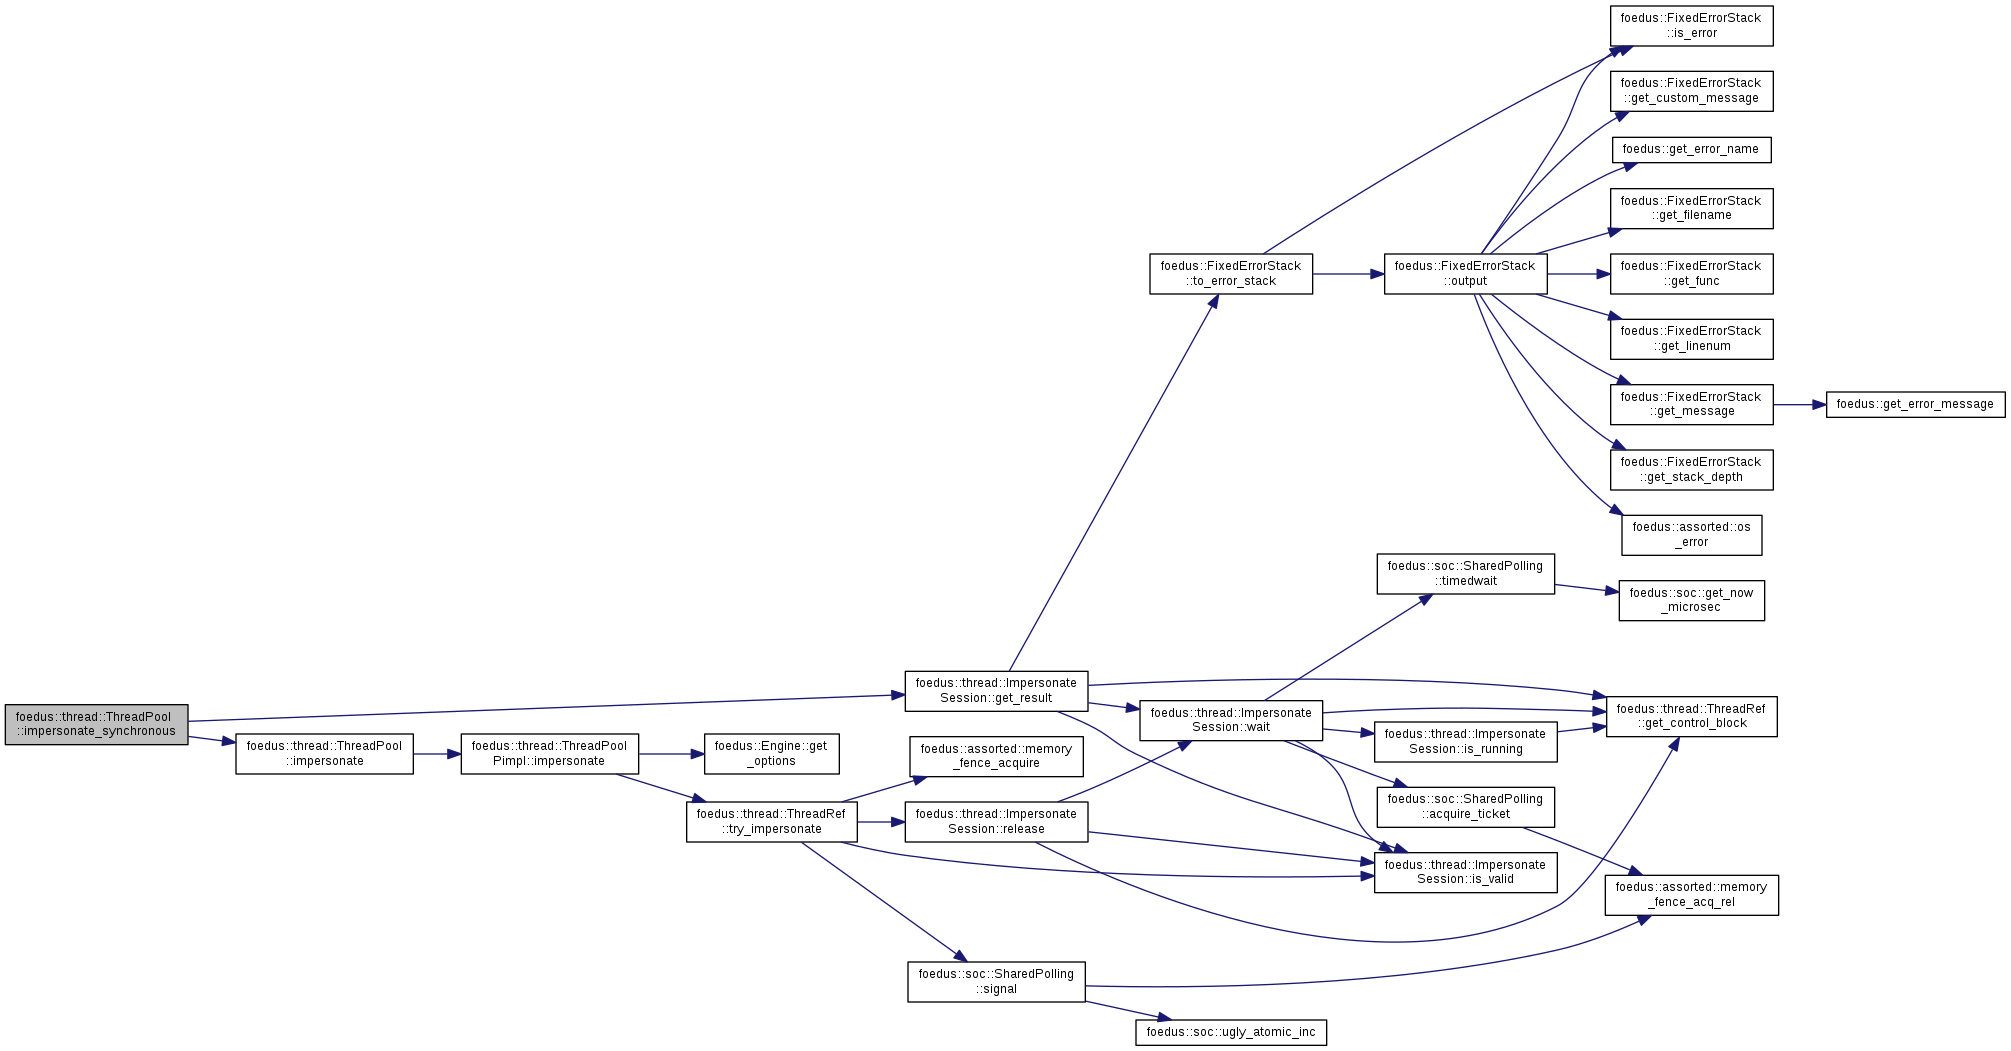 foedus::thread::ThreadPool
::impersonate_synchronous
foedus::thread::ThreadPool
::impersonate
foedus::thread::ThreadPool
Pimpl::impersonate
foedus::Engine::get
_options
foedus::thread::ThreadRef
::try_impersonate
foedus::thread::Impersonate
Session::get_result
foedus::assorted::memory
_fence_acquire
foedus::thread::Impersonate
Session::release
foedus::soc::SharedPolling
::signal
foedus::FixedErrorStack
::to_error_stack
foedus::thread::Impersonate
Session::wait
foedus::soc::ugly_atomic_inc
foedus::FixedErrorStack
::output
foedus::soc::SharedPolling
::timedwait
foedus::thread::Impersonate
Session::is_running
foedus::soc::SharedPolling
::acquire_ticket
foedus::thread::Impersonate
Session::is_valid
foedus::FixedErrorStack
::is_error
foedus::FixedErrorStack
::get_custom_message
foedus::get_error_name
foedus::FixedErrorStack
::get_filename
foedus::FixedErrorStack
::get_func
foedus::FixedErrorStack
::get_linenum
foedus::FixedErrorStack
::get_message
foedus::FixedErrorStack
::get_stack_depth
foedus::assorted::os
_error
foedus::soc::get_now
_microsec
foedus::thread::ThreadRef
::get_control_block
foedus::assorted::memory
_fence_acq_rel
foedus::get_error_message